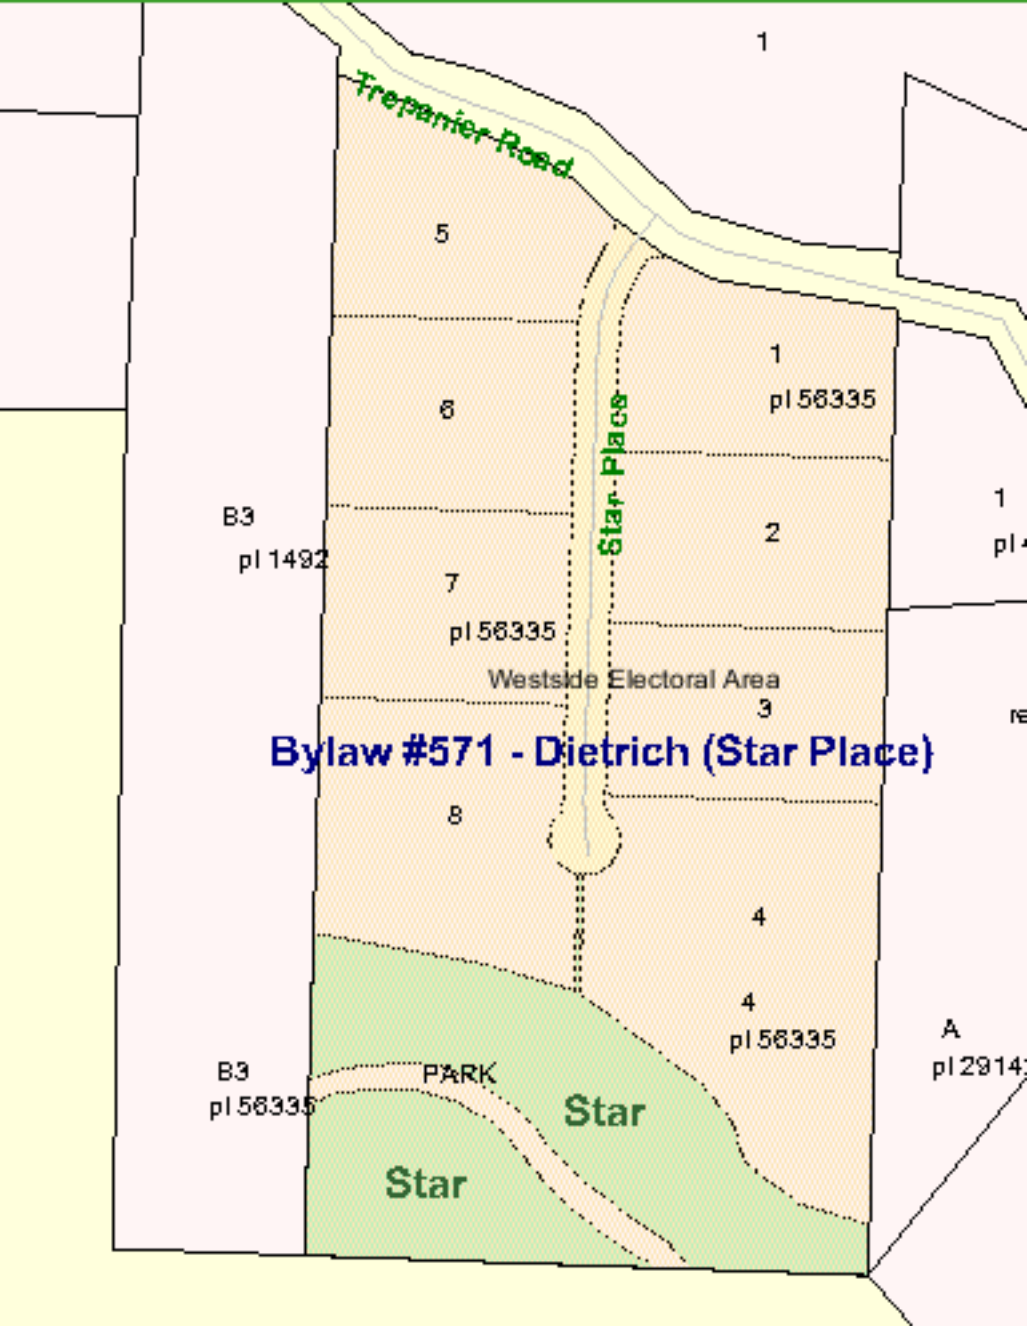 1
Trepanier Road
5
1
pl 56335
6
Star Place
B3
pl 1492
2
1
7
pl 56335
Westside Electoral Area
3
Bylaw #571 - Dietrich (Star Place)
8
4
4
pl 56335
A
B3
pl 56335
PARK
Star
Star